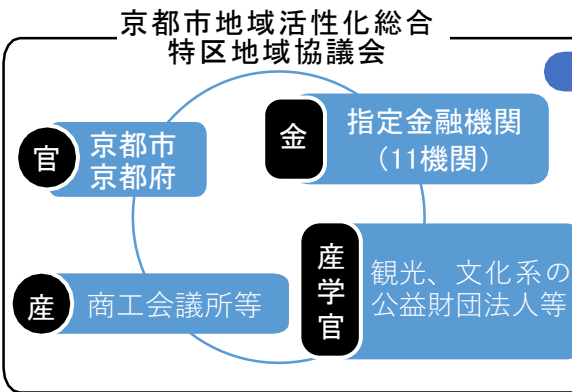 京都市地域活性化総合
特区地域協議会
官
京都市
京都府
金
指定金融機関
（11機関）
産
商工会議所等
産
学
官
観光、文化系の
公益財団法人等